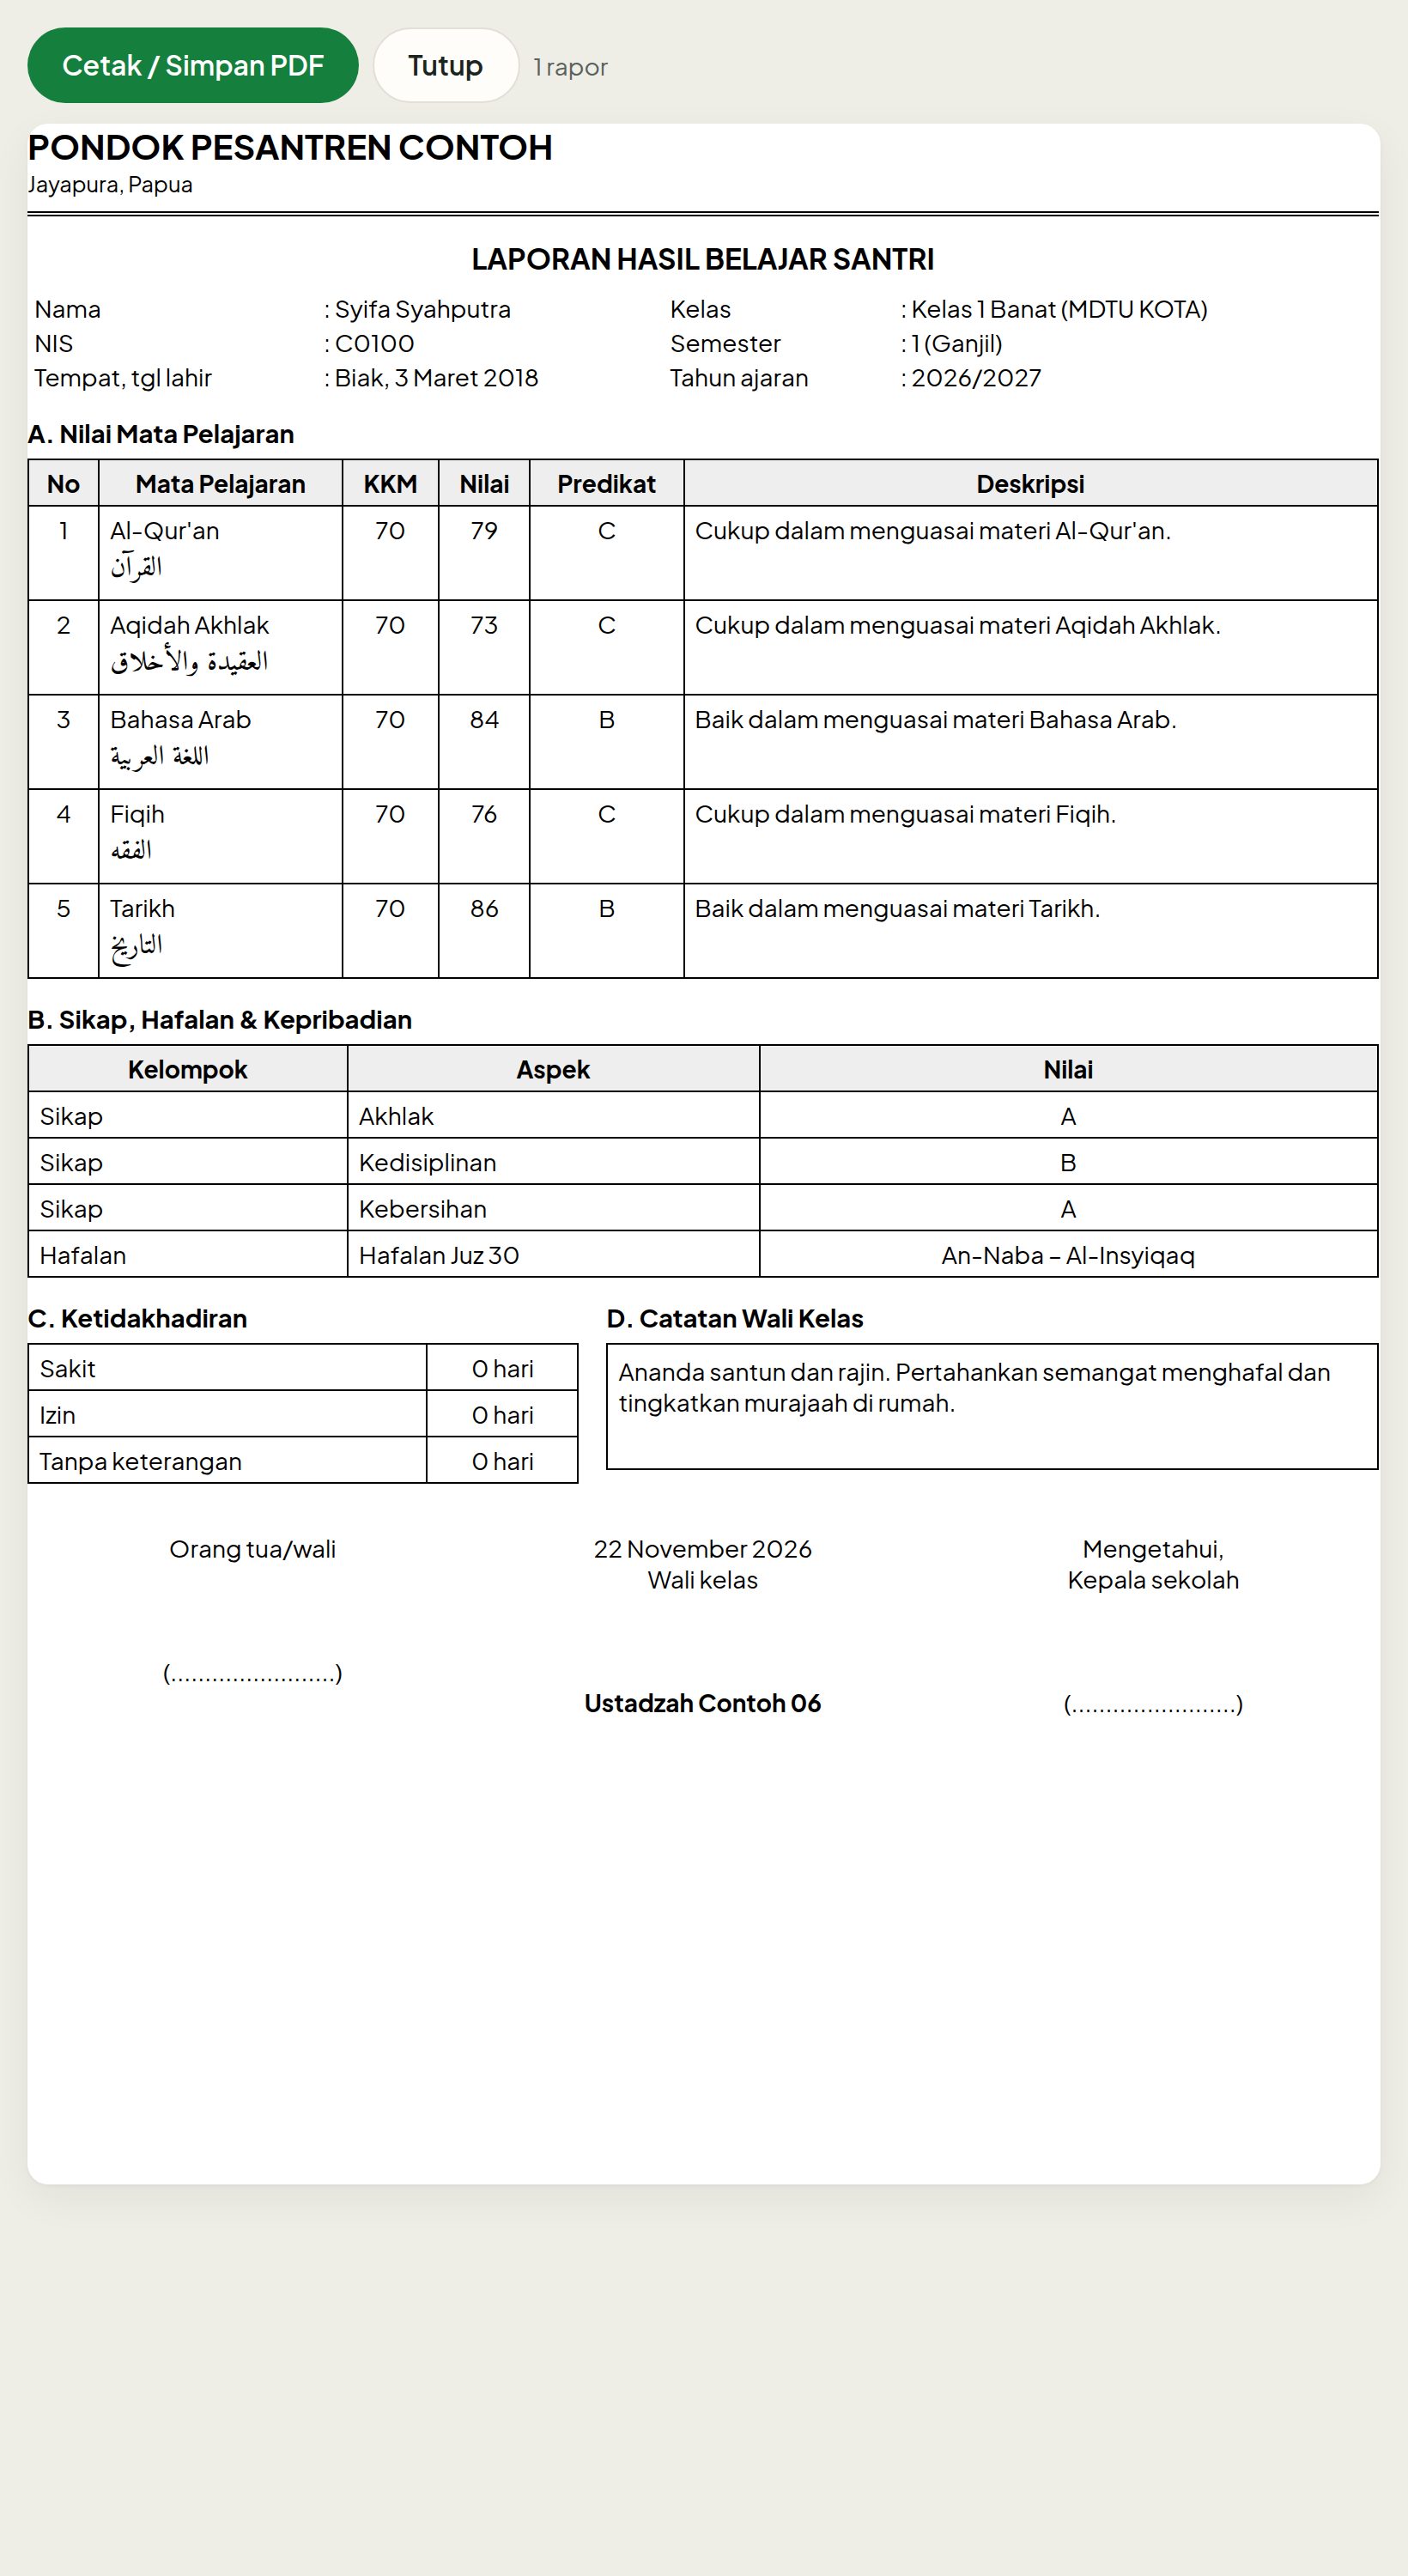 Cetak / Simpan PDF Tutup 1 rapor
PONDOK PESANTREN CONTOH
Jayapura, Papua
LAPORAN HASIL BELAJAR SANTRI
Nama : Syifa Syahputra Kelas : Kelas 1 Banat (MDTU KOTA)
NIS : C0100 Semester : 1 (Ganjil)
Tempat, tgl lahir : Biak, 3 Maret 2018 Tahun ajaran : 2026/2027
A. Nilai Mata Pelajaran
No Mata Pelajaran KKM Nilai Predikat Deskripsi
1 Al-Qur'an 70 79 C Cukup dalam menguasai materi Al-Qur'an.
القرآن
2 Aqidah Akhlak 70 73 C Cukup dalam menguasai materi Aqidah Akhlak.
العقيدة والأخلاق
3 Bahasa Arab 70 84 B Baik dalam menguasai materi Bahasa Arab.
اللغة العربية
4 Fiqih 70 76 C Cukup dalam menguasai materi Fiqih.
الفقه
5 Tarikh 70 86 B Baik dalam menguasai materi Tarikh.
التاريخ
B. Sikap, Hafalan & Kepribadian
Kelompok Aspek Nilai
Sikap Akhlak A
Sikap Kedisiplinan B
Sikap Kebersihan A
Hafalan Hafalan Juz 30 An-Naba – Al-Insyiqaq
C. Ketidakhadiran
Sakit 0 hari
Izin 0 hari
Tanpa keterangan 0 hari
D. Catatan Wali Kelas
Ananda santun dan rajin. Pertahankan semangat menghafal dan
tingkatkan murajaah di rumah.
Orang tua/wali 22 November 2026 Mengetahui,
Wali kelas Kepala sekolah
(........................)
Ustadzah Contoh 06 (........................)